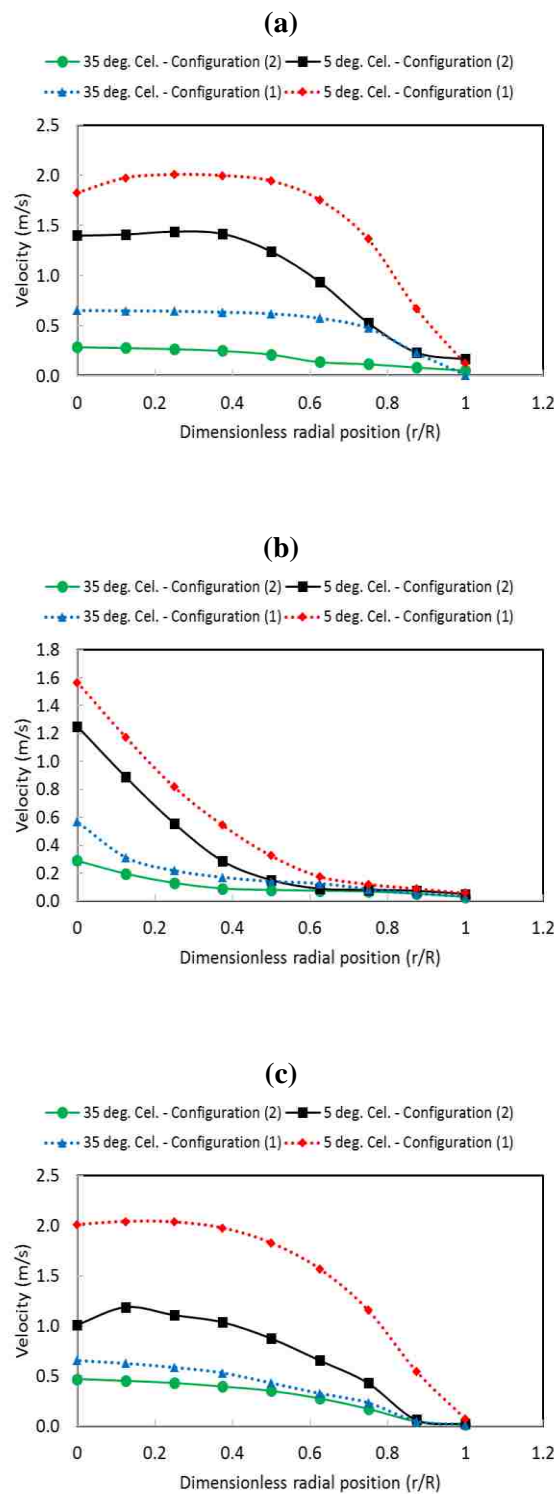 (a)
35 deg. Cel. - Configuration (2) 5 deg. Cel. - Configuration (2)
35 deg. Cel. - Configuration (1) 5 deg. Cel. - Configuration (1)
2.5
2.0
1.5
1.0
0.5
0.0
Velocity (m/s)
0 0.2 0.4 0.6 0.8 1 1.2
Dimensionless radial position (r/R)
(b)
35 deg. Cel. - Configuration (2) 5 deg. Cel. - Configuration (2)
35 deg. Cel. - Configuration (1) 5 deg. Cel. - Configuration (1)
1.8
1.6
1.4
1.2
1.0
0.8
0.6
0.4
0.2
0.0
Velocity (m/s)
0 0.2 0.4 0.6 0.8 1 1.2
Dimensionless radial position (r/R)
(c)
35 deg. Cel. - Configuration (2) 5 deg. Cel. - Configuration (2)
35 deg. Cel. - Configuration (1) 5 deg. Cel. - Configuration (1)
2.5
2.0
1.5
1.0
0.5
0.0
Velocity (m/s)
0 0.2 0.4 0.6 0.8 1 1.2
Dimensionless radial position (r/R)